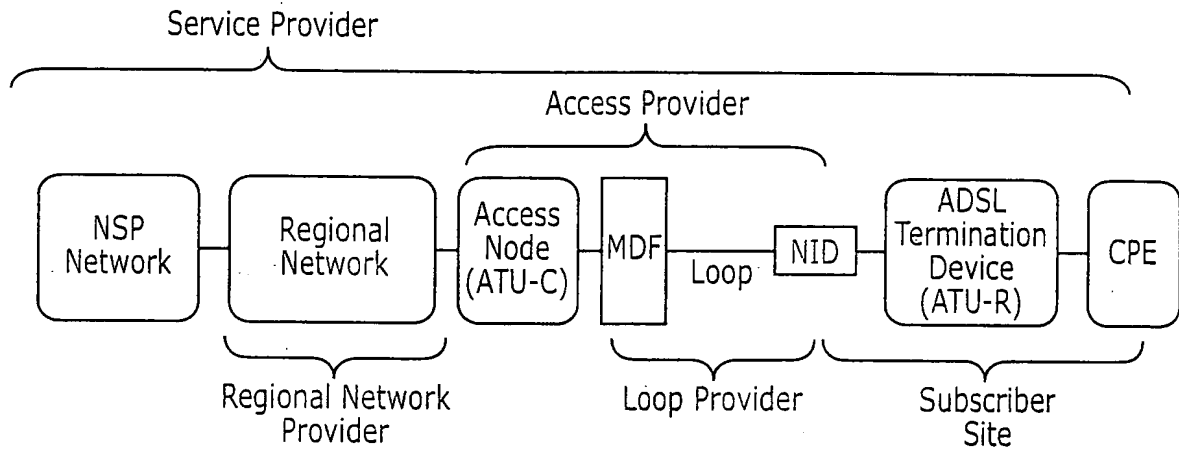 Service Provider
Access Provider
NSP
Network
Regional
Network
Access
Node
(ATU-C)
MDF
Loop
NID
ADSL
Termination
Device
(ATU-R)
CPE
Regional Network
Provider
Loop Provider
Subscriber
Site